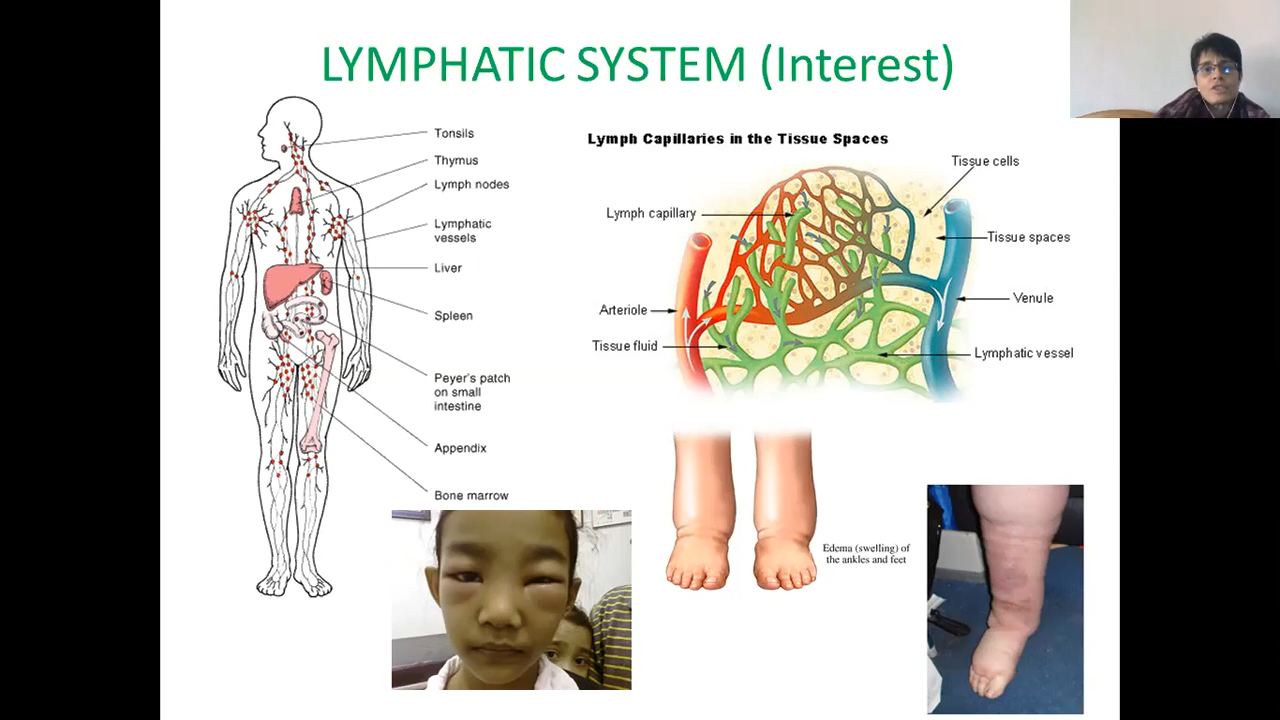 LYMPHATIC SYSTEM (Interest)
Tonsils
Thymus
Lymph nodes
Lymphatic
vessels
Liver
Spleen
Peyer's patch
on small
intestine
Appendix
Bone marrow
Lymph Capillaries in the Tissue Spaces
Tissue cells
Lymph capillary
Tissue spaces
Arteriole
Venule
Tissue fluid
Lymphatic vessel
Edema (swelling) of
the ankles and feet